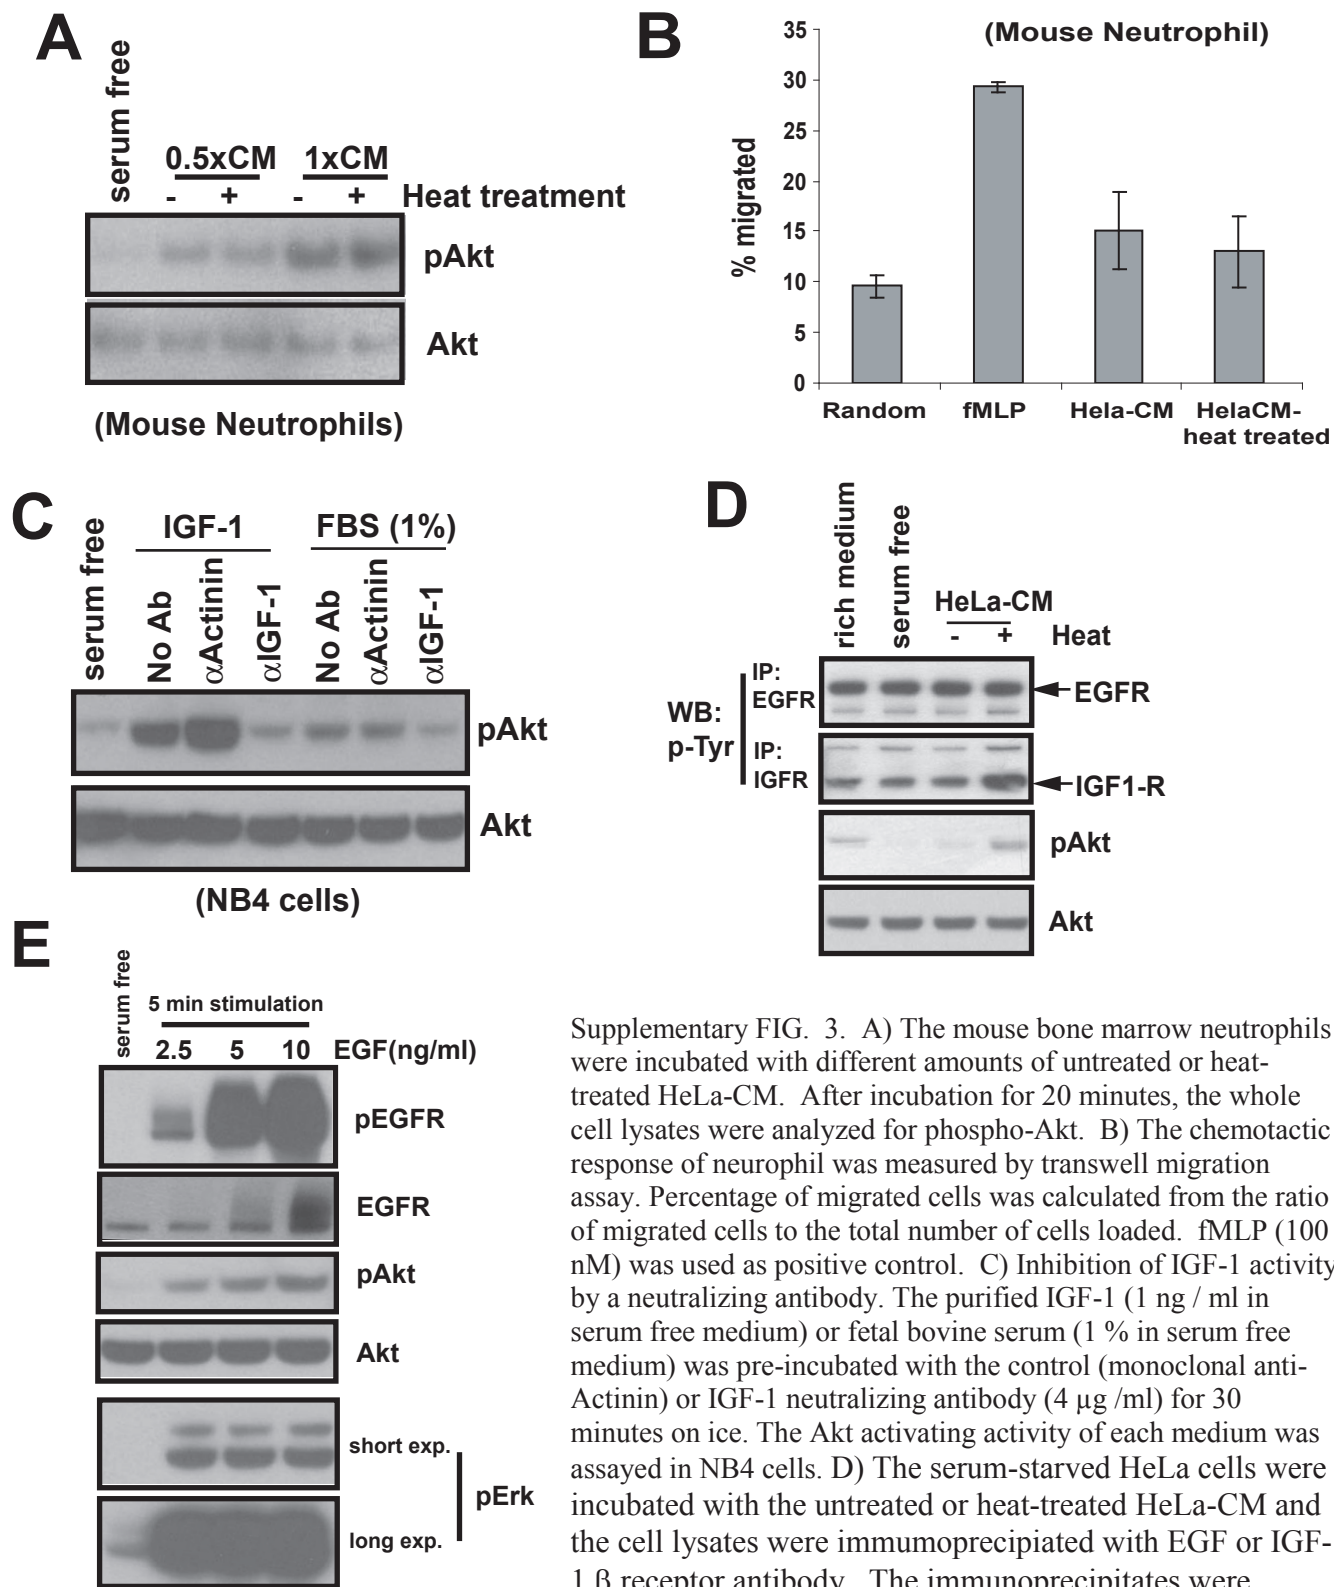 A
serum free
0.5xCM 1xCM
- + - + Heat treatment
pAkt
Akt
(Mouse Neutrophils)
B
(Mouse Neutrophil)
% migrated
35
30
25
20
15
10
5
0
Random fMLP Hela-CM HelaCM-
heat treated
C
serum free
IGF-1 FBS (1%)
No Ab
αActinin
αIGF-1
No Ab
αActinin
αIGF-1
pAkt
Akt
(NB4 cells)
D
rich medium
serum free
HeLa-CM
- + Heat
WB:
p-Tyr
IP:
EGFR
EGFR
IP:
IGFR
IGF1-R
pAkt
Akt
E
serum free
5 min stimulation
2.5 5 10 EGF(ng/ml)
pEGFR
EGFR
pAkt
Akt
short exp.
pErk
long exp.
Supplementary FIG. 3. A) The mouse bone marrow neutrophils
were incubated with different amounts of untreated or heat-
treated HeLa-CM. After incubation for 20 minutes, the whole
cell lysates were analyzed for phospho-Akt. B) The chemotactic
response of neurophil was measured by transwell migration
assay. Percentage of migrated cells was calculated from the ratio
of migrated cells to the total number of cells loaded. fMLP (100
nM) was used as positive control. C) Inhibition of IGF-1 activity
by a neutralizing antibody. The purified IGF-1 (1 ng / ml in
serum free medium) or fetal bovine serum (1 % in serum free
medium) was pre-incubated with the control (monoclonal anti-
Actinin) or IGF-1 neutralizing antibody (4 µg /ml) for 30
minutes on ice. The Akt activating activity of each medium was
assayed in NB4 cells. D) The serum-starved HeLa cells were
incubated with the untreated or heat-treated HeLa-CM and
the cell lysates were immumoprecipiated with EGF or IGF-
1 β receptor antibody. The immunoprecipitates were